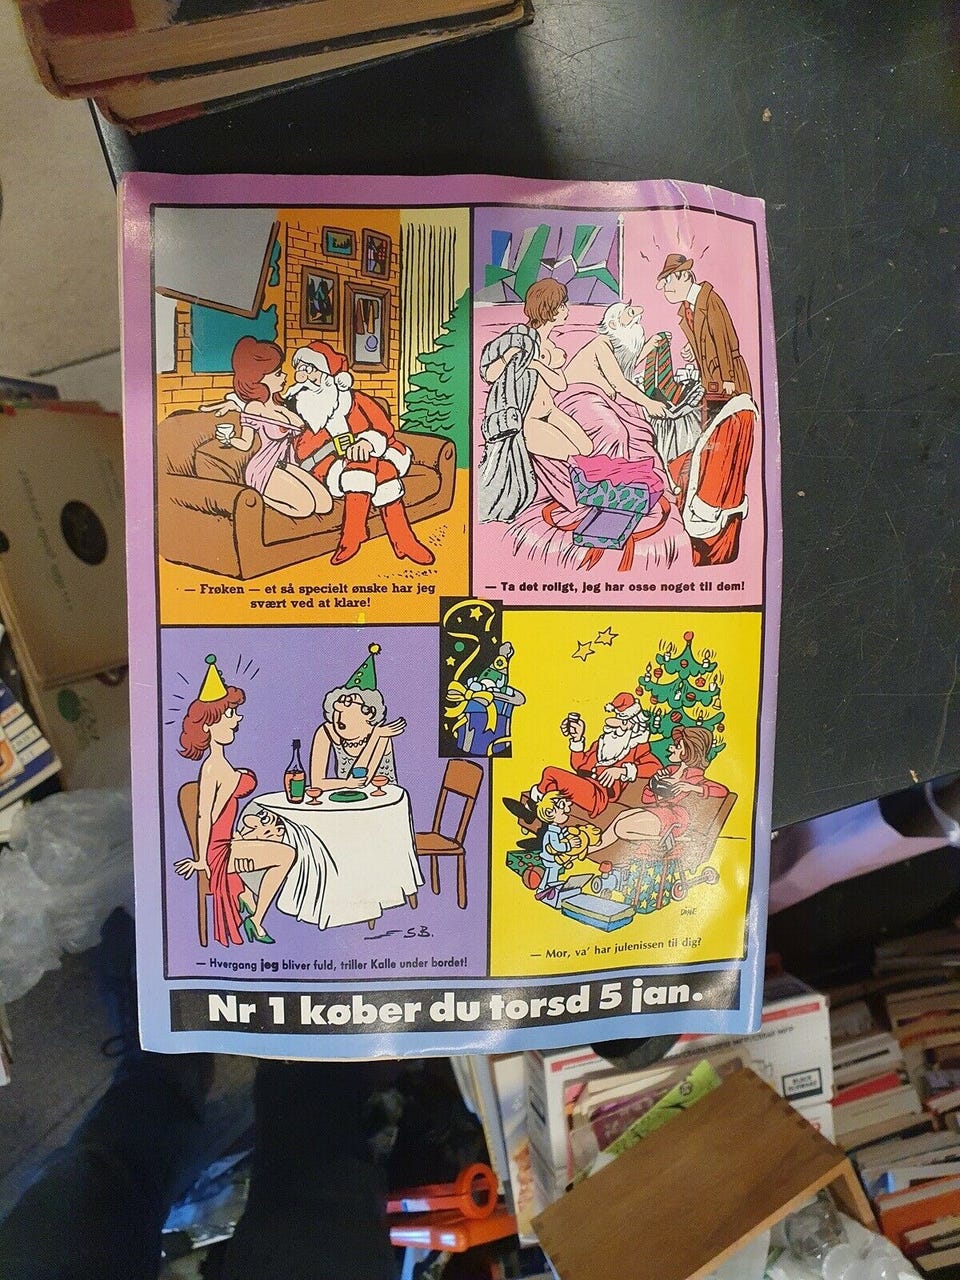 — Frøken — et så specielt ønske har jeg
svært ved at klare!
— Ta det roligt, jeg har osse noget til dem!
— Hvergang jeg bliver fuld, triller Kalle under bordet!
S.B.
— Mor, va' har julenissen til dig?
Nr 1 køber du torsd 5 jan.